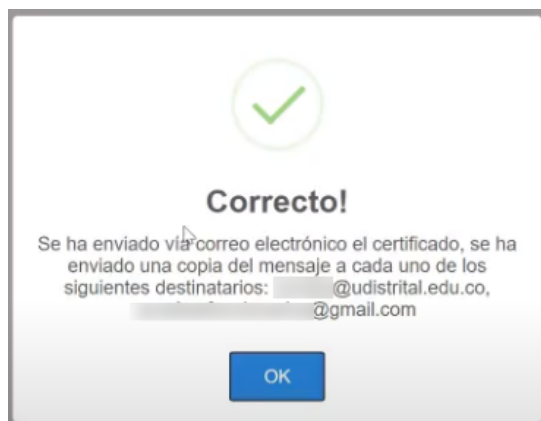 Correcto!
Se ha enviado vía correo electrónico el certificado, se ha
enviado una copia del mensaje a cada uno de los
siguientes destinatarios: @udistrital.edu.co,
@gmail.com
OK